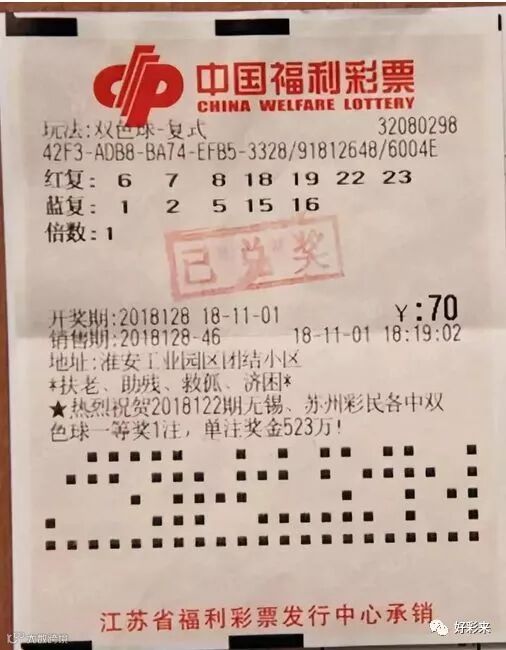 中国福利彩票
CHINA WELFARE LOTTERY
玩法:双色球-复式 32080298
42F3-ADB8-BA74-EFB5-3328/91812648/6004E
红复: 6 7 8 18 19 22 23
蓝复: 1 2 5 15 16
倍数:1
已兑奖
开奖期:2018128 18-11-01 ¥:70
销售期:2018128-46 18-11-01 18:19:02
地址:淮安工业园区团结小区
*扶老、助残、救孤、济困*
★热烈祝贺2018122期无锡、苏州彩民各中双
色球一等奖1注，单注奖金523万!
江苏省福利彩票发行中心承销
好彩来
大数跨境